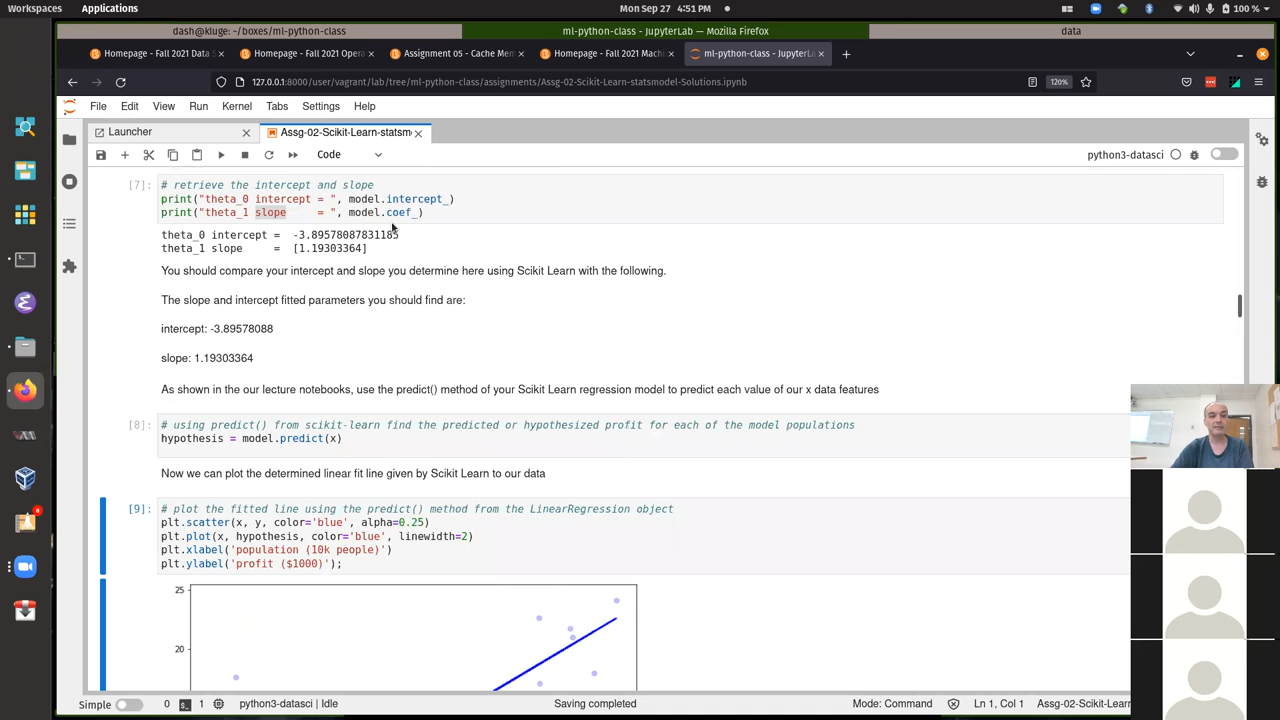 Workspaces Applications Mon Sep 27 4:51 PM 100 %
dash@kluge: ~/boxes/ml-python-class ml-python-class - JupyterLab — Mozilla Firefox data
Homepage - Fall 2021 Data S Homepage - Fall 2021 Opera Assignment 05 - Cache Mem Homepage - Fall 2021 Machi ml-python-class - JupyterLab
127.0.0.1:8000/user/vagrant/lab/tree/ml-python-class/assignments/Assg-02-Scikit-Learn-statsmodel-Solutions.ipynb 120%
File Edit View Run Kernel Tabs Settings Help
Launcher Assg-02-Scikit-Learn-statsm
Code python3-datasci
[7]: # retrieve the intercept and slope
print("theta_0 intercept = ", model.intercept_)
print("theta_1 slope = ", model.coef_)
theta_0 intercept = -3.89578087831185
theta_1 slope = [1.19303364]
You should compare your intercept and slope you determine here using Scikit Learn with the following.
The slope and intercept fitted parameters you should find are:
intercept: -3.89578088
slope: 1.19303364
As shown in the our lecture notebooks, use the predict() method of your Scikit Learn regression model to predict each value of our x data features
[8]: # using predict() from scikit-learn find the predicted or hypothesized profit for each of the model populations
hypothesis = model.predict(x)
Now we can plot the determined linear fit line given by Scikit Learn to our data
[9]: # plot the fitted line using the predict() method from the LinearRegression object
plt.scatter(x, y, color='blue', alpha=0.25)
plt.plot(x, hypothesis, color='blue', linewidth=2)
plt.xlabel('population (10k people)')
plt.ylabel('profit ($1000)');
25
20
Simple 0 1 python3-datasci | Idle Saving completed Mode: Command Ln 1, Col 1 Assg-02-Scikit-Learn